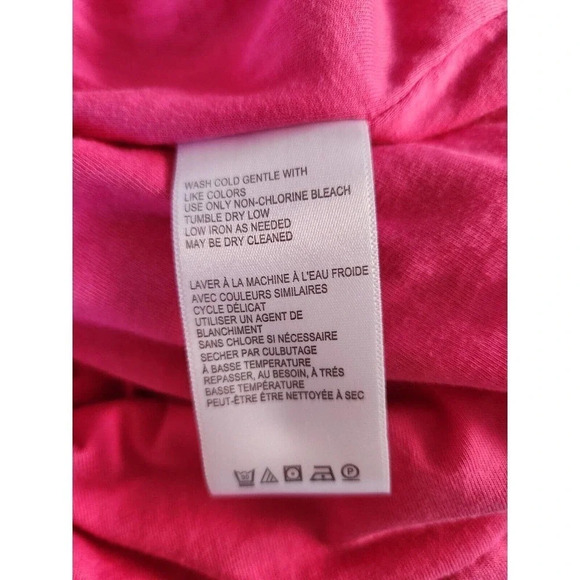 WASH COLD GENTLE WITH
LIKE COLORS
USE ONLY NON-CHLORINE BLEACH
TUMBLE DRY LOW
LOW IRON AS NEEDED
MAY BE DRY CLEANED
LAVER À LA MACHINE À L'EAU FROIDE
AVEC COULEURS SIMILAIRES
CYCLE DÉLICAT
UTILISER UN AGENT DE
BLANCHIMENT
SANS CHLORE SI NÉCESSAIRE
SECHER PAR CULBUTAGE
À BASSE TEMPERATURE
REPASSER, AU BESOIN, À TRÈS
BASSE TEMPÉRATURE
PEUT-ÊTRE ÊTRE NETTOYÉE À SEC
30 P